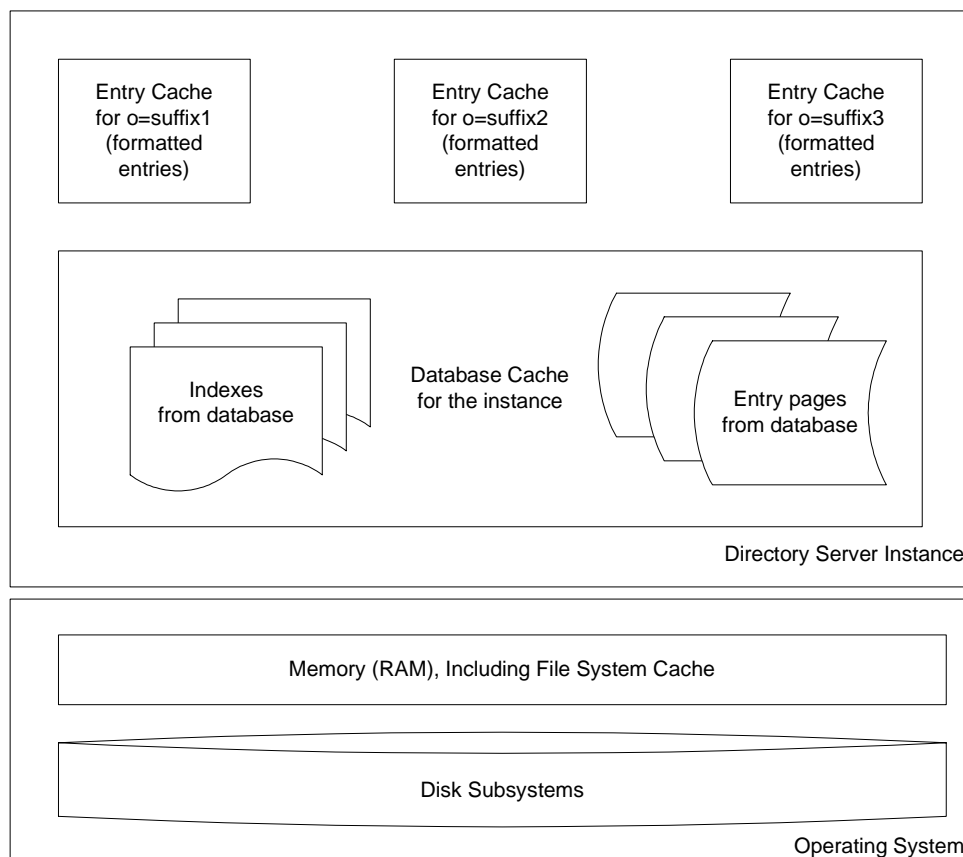 Entry Cache
for o=suffix1
(formatted
entries)
Entry Cache
for o=suffix2
(formatted
entries)
Entry Cache
for o=suffix3
(formatted
entries)
Indexes
from database
Database Cache
for the instance
Entry pages
from database
Directory Server Instance
Memory (RAM), Including File System Cache
Disk Subsystems
Operating System